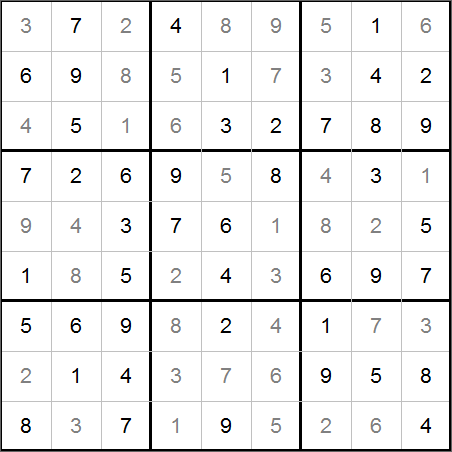 3 7 2 4 8 9 5 1 6
6 9 8 5 1 7 3 4 2
4 5 1 6 3 2 7 8 9
7 2 6 9 5 8 4 3 1
9 4 3 7 6 1 8 2 5
1 8 5 2 4 3 6 9 7
5 6 9 8 2 4 1 7 3
2 1 4 3 7 6 9 5 8
8 3 7 1 9 5 2 6 4